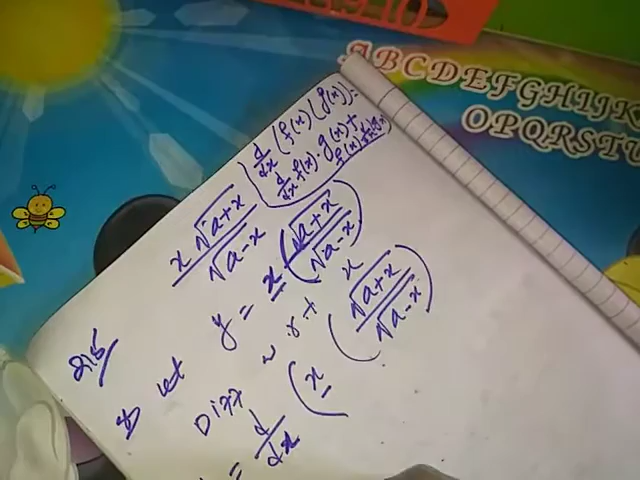 ABCDEFGHIJK
OPQRSTU
d/dx (f(x) (g(x)) =
d/dx f(x) · g(x) +
x √a+x / √a-x
215
Let y = x (√a+x / √a-x)
Diff w r t x
= d/dx (x) (√a+x / √a-x)